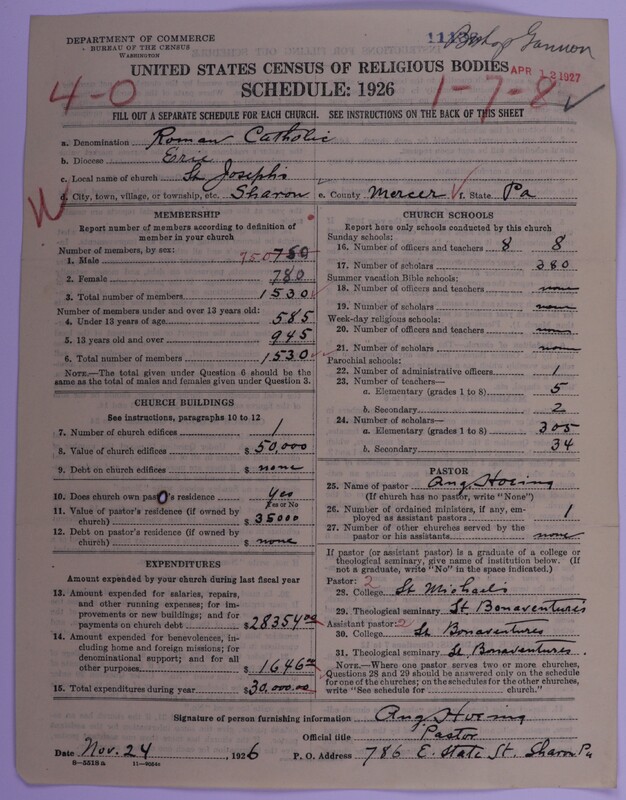 DEPARTMENT OF COMMERCE
BUREAU OF THE CENSUS
WASHINGTON
Bishop Gannon
UNITED STATES CENSUS OF RELIGIOUS BODIES
APR 12 1927
4-0
SCHEDULE: 1926
1-7-8 ✓
FILL OUT A SEPARATE SCHEDULE FOR EACH CHURCH. SEE INSTRUCTIONS ON THE BACK OF THIS SHEET
a. Denomination Roman Catholic
b. Diocese Erie
c. Local name of church St Josephs
d. City, town, village, or township, etc. Sharon e. County Mercer f. State Pa
MEMBERSHIP
Report number of members according to definition of
member in your church
Number of members, by sex:
1. Male 750 750
2. Female 780
3. Total number of members 1530
Number of members under and over 13 years old:
4. Under 13 years of age 585
5. 13 years old and over 945
6. Total number of members 1530
NOTE.—The total given under Question 6 should be
same as the total of males and females given under Question 3.
CHURCH BUILDINGS
See instructions, paragraphs 10 to 12
7. Number of church edifices 1
8. Value of church edifices $ 50,000
9. Debt on church edifices $ none
10. Does church own pastor's residence? yes
Yes or No
11. Value of pastor's residence (if owned by
church) $ 35000
12. Debt on pastor's residence (if owned by
church) $ none
EXPENDITURES
Amount expended by your church during last fiscal year
13. Amount expended for salaries, repairs,
and other running expenses; for im-
provements or new buildings; and for
payments on church debt $ 28354.00
14. Amount expended for benevolences, in-
cluding home and foreign missions; for
denominational support; and for all
other purposes $ 1646.00
15. Total expenditures during year $ 30,000.00
CHURCH SCHOOLS
Report here only schools conducted by this church
Sunday schools:
16. Number of officers and teachers 8 8
17. Number of scholars 380
Summer vacation Bible schools:
18. Number of officers and teachers none
19. Number of scholars none
Week-day religious schools:
20. Number of officers and teachers none
21. Number of scholars none
Parochial schools:
22. Number of administrative officers 1
23. Number of teachers—
a. Elementary (grades 1 to 8) 5
b. Secondary 2
24. Number of scholars—
a. Elementary (grades 1 to 8) 305
b. Secondary 34
PASTOR
25. Name of pastor Aug. Hoeing
(If church has no pastor, write "None")
26. Number of ordained ministers, if any, em-
ployed as assistant pastors 1
27. Number of other churches served by the
pastor or his assistants none
If pastor (or assistant pastor) is a graduate of a college or
theological seminary, give name of institution below. (If
not a graduate, write "No" in the space indicated.)
Pastor: 2
28. College St Michaels
29. Theological seminary St Bonaventures
Assistant pastor: 2
30. College St Bonaventures
31. Theological seminary St Bonaventures
NOTE.—Where one pastor serves two or more churches,
Questions 28 and 29 should be answered only on the schedule
for one of the churches; on the schedules for the other churches,
write "See schedule for church."
Signature of person furnishing information Aug Hoeing
Official title Pastor
Date Nov. 24, 1926 P. O. Address 786 E. State St. Sharon Pa
8—5518 a